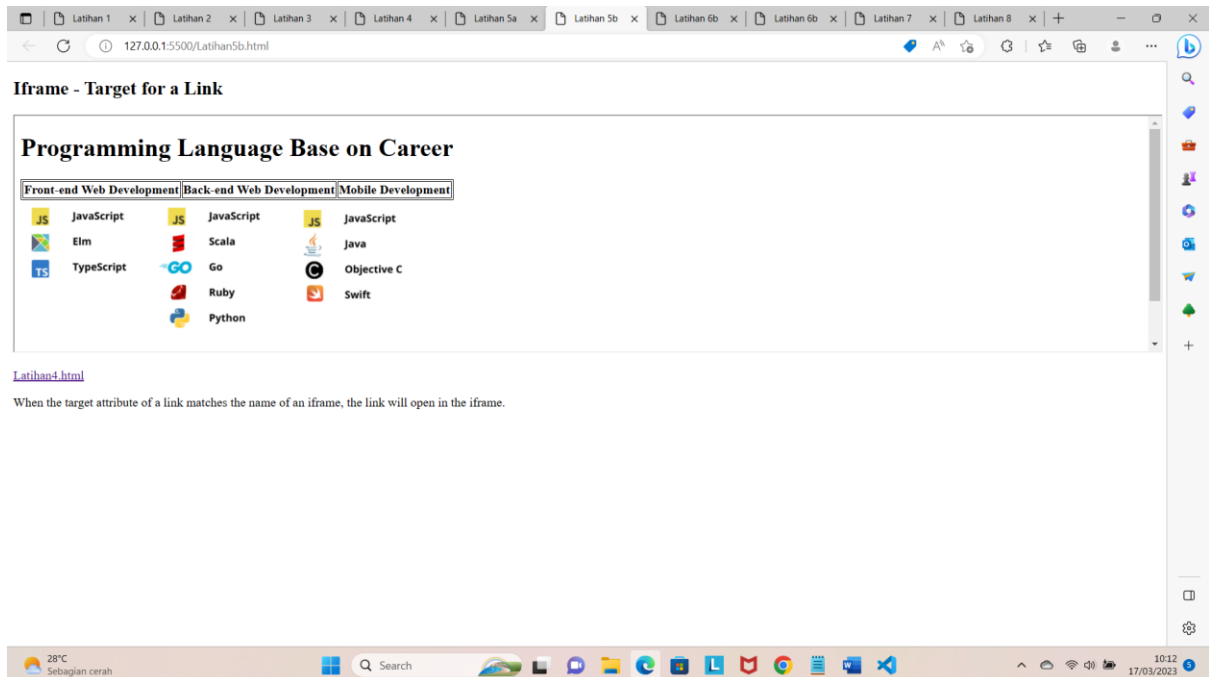 Latihan 1 Latihan 2 Latihan 3 Latihan 4 Latihan 5a Latihan 5b Latihan 6b Latihan 6b Latihan 7 Latihan 8
127.0.0.1:5500/Latihan5b.html
Iframe - Target for a Link
Programming Language Base on Career
Front-end Web Development Back-end Web Development Mobile Development
JS JavaScript JS JavaScript JS JavaScript
Elm Scala Java
TS TypeScript GO Go C Objective C
Ruby Swift
Python
Latihan4.html
When the target attribute of a link matches the name of an iframe, the link will open in the iframe.
28°C
Sebagian cerah
Search
10:12
17/03/2023
5